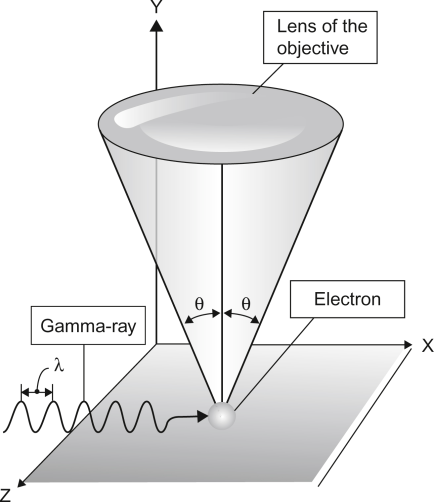 Y
Lens of the
objective
θ
θ
Electron
Gamma-ray
X
λ
Z